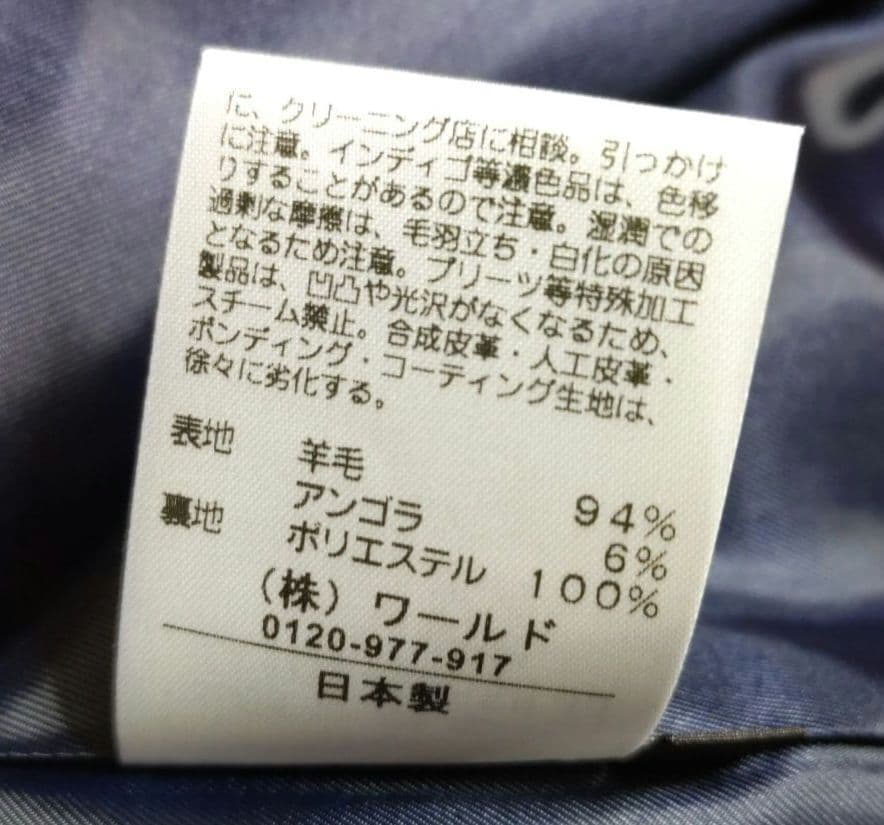 に、クリーニング店に相談。引っかけ
に注意。インディゴ等濃色品は、色移
りすることがあるので注意。湿潤での
過剰な摩擦は、毛羽立ち・白化の原因
となるため注意。プリーツ等特殊加工
製品は、凹凸や光沢がなくなるため、
スチーム禁止。合成皮革・人工皮革・
ボンディング・コーティング生地は、
徐々に劣化する。
表地 羊毛 94%
アンゴラ 6%
裏地 ポリエステル 100%
(株) ワールド
0120-977-917
日本製